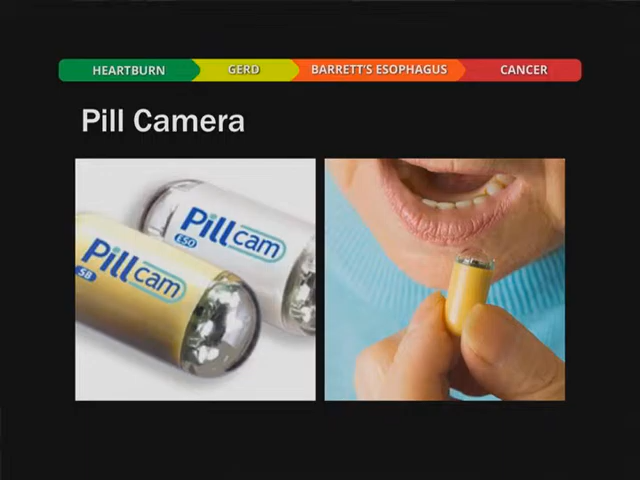 HEARTBURN GERD BARRETT'S ESOPHAGUS CANCER
Pill Camera
Pillcam
ESO
Pillcam
SB